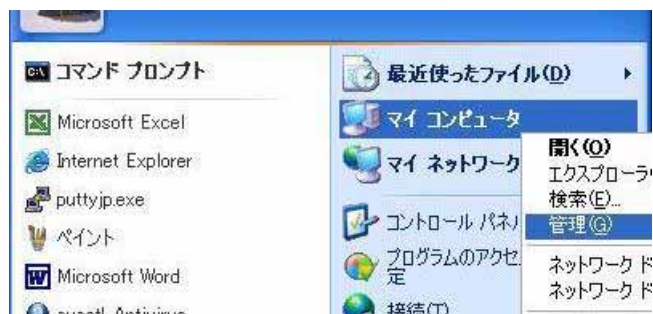 コマンド プロンプト
Microsoft Excel
Internet Explorer
puttyjp.exe
ペイント
Microsoft Word
最近使ったファイル(D)
マイ コンピュータ
マイ ネットワーク
コントロール パネル
プログラムのアクセ
定
接続(T)
開く(O)
エクスプローラ
検索(E)...
管理(G)
ネットワーク ド
ネットワーク ド